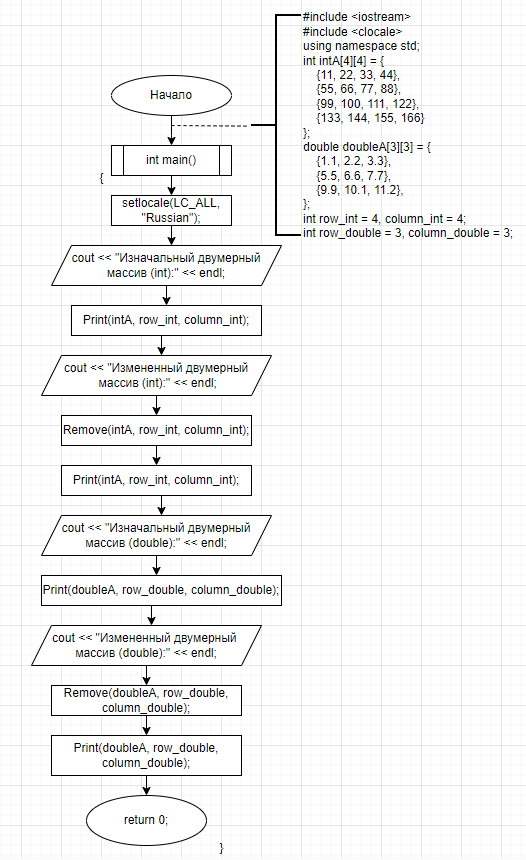 #include <iostream>
#include <clocale>
using namespace std;
int intA[4][4] = {
{11, 22, 33, 44},
{55, 66, 77, 88},
{99, 100, 111, 122},
{133, 144, 155, 166}
};
double doubleA[3][3] = {
{1.1, 2.2, 3.3},
{5.5, 6.6, 7.7},
{9.9, 10.1, 11.2},
};
int row_int = 4, column_int = 4;
int row_double = 3, column_double = 3;
Начало
int main()
{
setlocale(LC_ALL,
"Russian");
cout << "Изначальный двумерный
массив (int):" << endl;
Print(intA, row_int, column_int);
cout << "Измененный двумерный
массив (int):" << endl;
Remove(intA, row_int, column_int);
Print(intA, row_int, column_int);
cout << "Изначальный двумерный
массив (double):" << endl;
Print(doubleA, row_double, column_double);
cout << "Измененный двумерный
массив (double):" << endl;
Remove(doubleA, row_double,
column_double);
Print(doubleA, row_double,
column_double);
return 0;
}